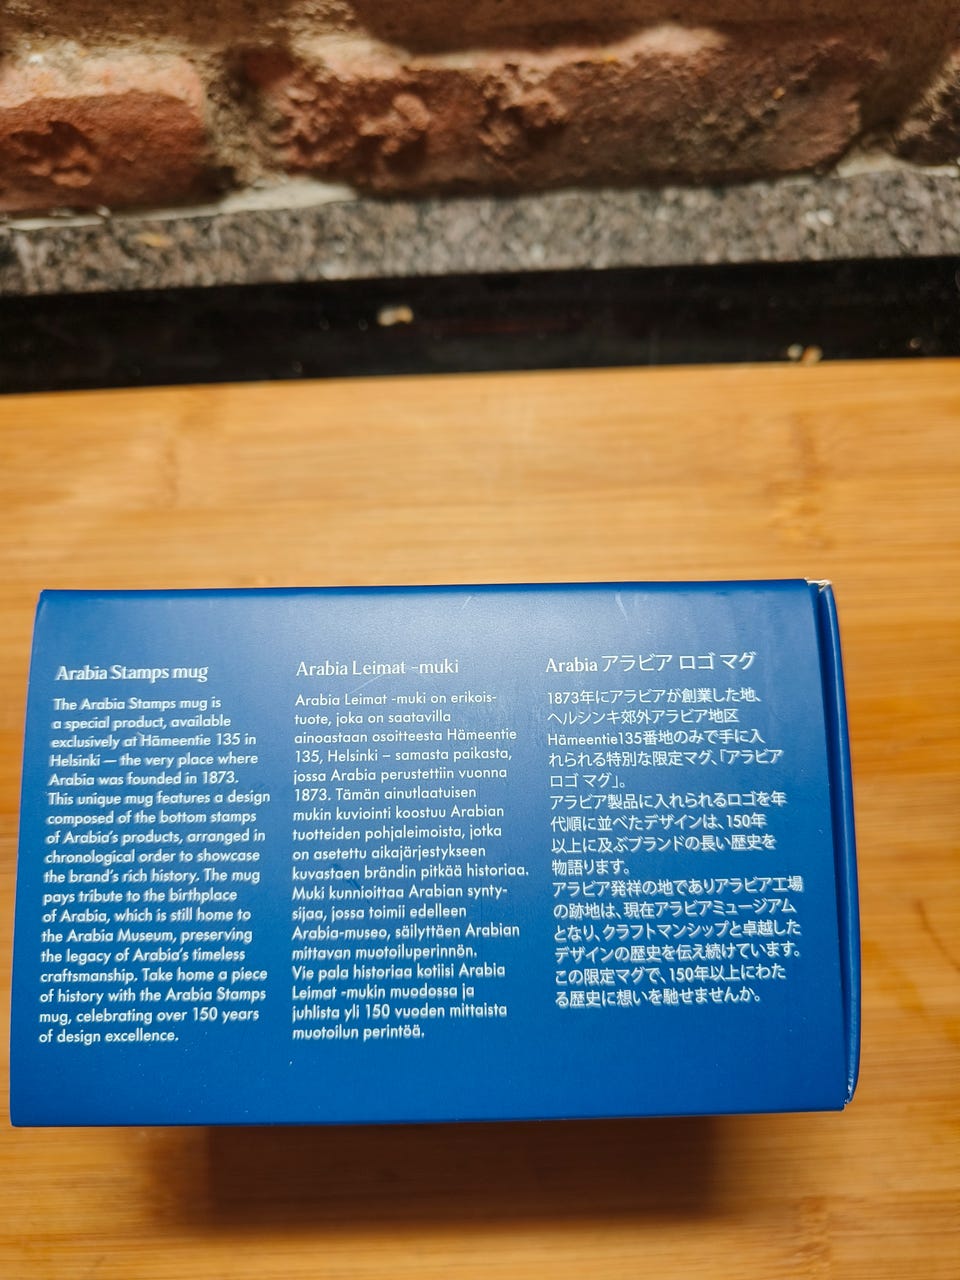 Arabia Stamps mug
The Arabia Stamps mug is
a special product, available
exclusively at Hämeentie 135 in
Helsinki — the very place where
Arabia was founded in 1873.
This unique mug features a design
composed of the bottom stamps
of Arabia's products, arranged in
chronological order to showcase
the brand's rich history. The mug
pays tribute to the birthplace
of Arabia, which is still home to
the Arabia Museum, preserving
the legacy of Arabia's timeless
craftsmanship. Take home a piece
of history with the Arabia Stamps
mug, celebrating over 150 years
of design excellence.
Arabia Leimat -muki
Arabia Leimat -muki on erikois-
tuote, joka on saatavilla
ainoastaan osoitteesta Hämeentie
135, Helsinki – samasta paikasta,
jossa Arabia perustettiin vuonna
1873. Tämän ainutlaatuisen
mukin kuviointi koostuu Arabian
tuotteiden pohjaleimoista, jotka
on asetettu aikajärjestykseen
kuvastaen brändin pitkää historiaa.
Muki kunnioittaa Arabian synty-
sijaa, jossa toimii edelleen
Arabia-museo, säilyttäen Arabian
mittavan muotoiluperinnön.
Vie pala historiaa kotiisi Arabia
Leimat -mukin muodossa ja
juhlista yli 150 vuoden mittaista
muotoilun perintöä.
Arabia アラビア ロゴ マグ
1873年にアラビアが創業した地、
ヘルシンキ郊外アラビア地区
Hämeentie135番地のみで手に入
れられる特別な限定マグ、「アラビア
ロゴ マグ」。
アラビア製品に入れられるロゴを年
代順に並べたデザインは、150年
以上に及ぶブランドの長い歴史を
物語ります。
アラビア発祥の地でありアラビア工場
の跡地は、現在アラビアミュージアム
となり、クラフトマンシップと卓越した
デザインの歴史を伝え続けています。
この限定マグで、150年以上にわた
る歴史に想いを馳せませんか。